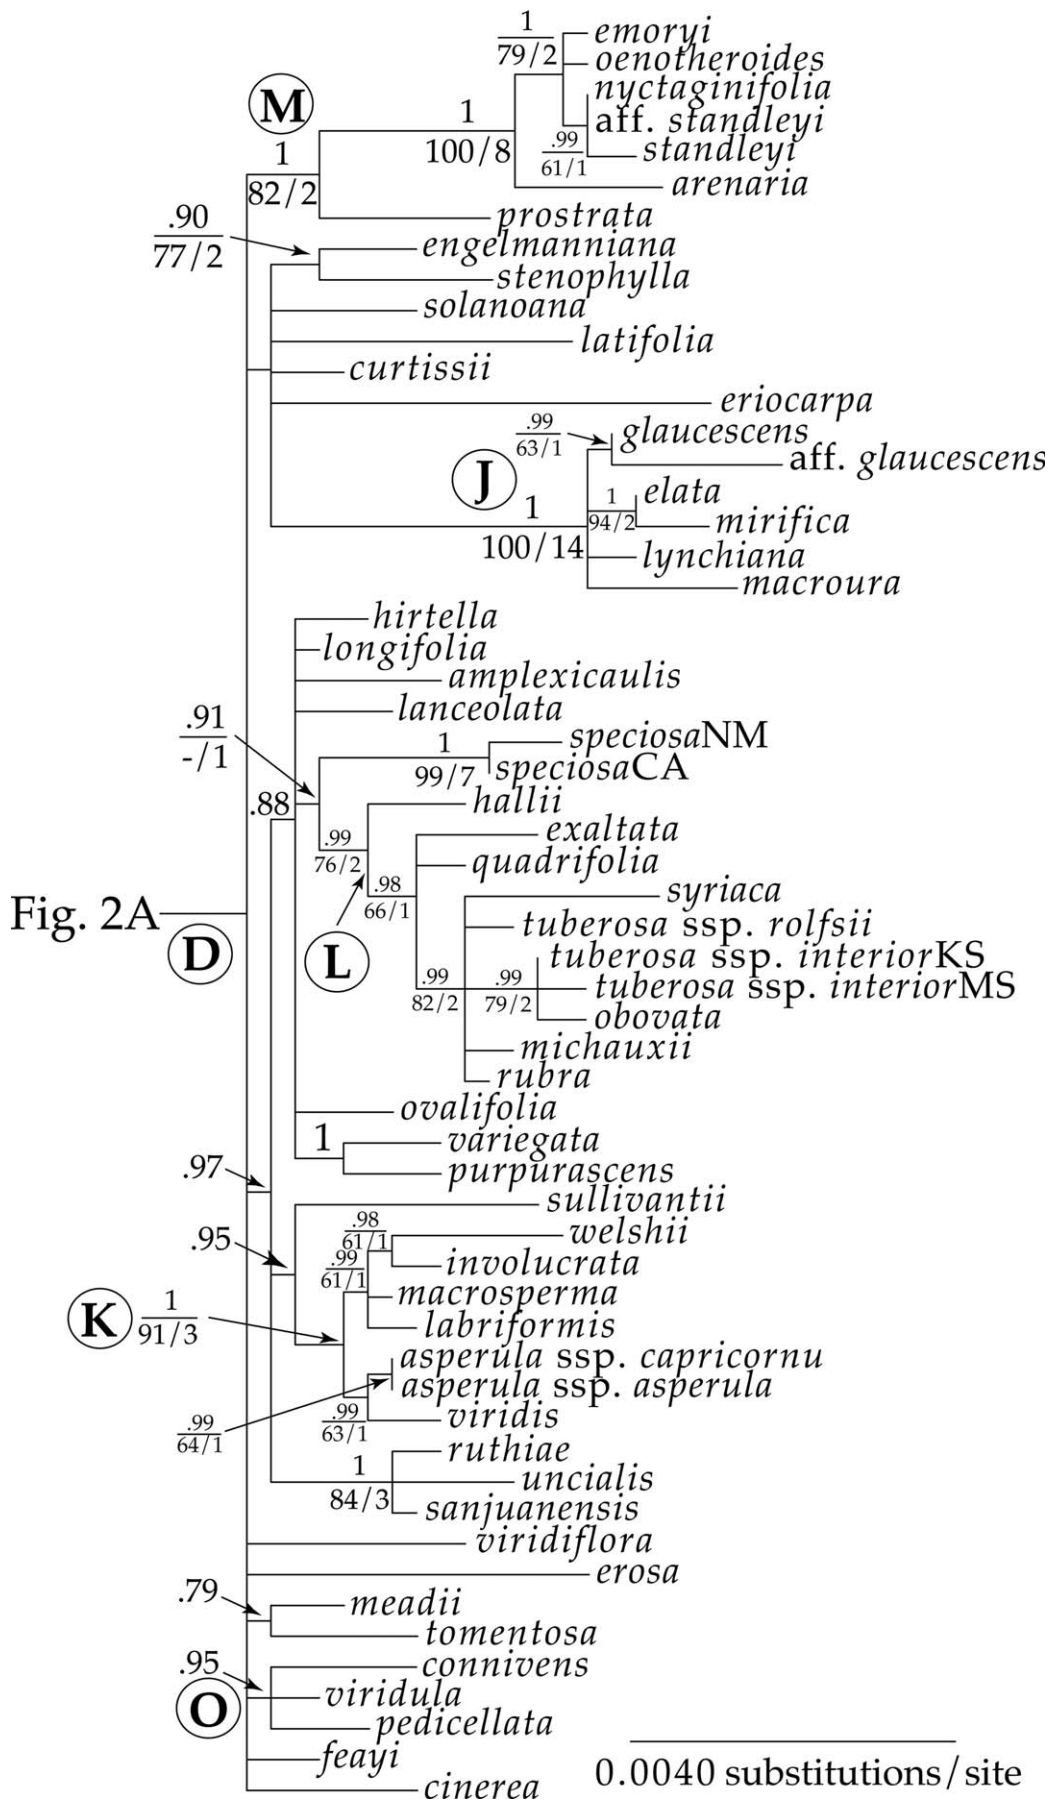 1
79/2
emoryi
oenotheroides
nyctaginifolia
aff. standleyi
.99
61/1
standleyi
M
1
100/8
1
82/2
arenaria
prostrata
.90
77/2
engelmanniana
stenophylla
solanoana
latifolia
curtissii
eriocarpa
.99
63/1
glaucescens
aff. glaucescens
J
1
100/14
1
94/2
elata
mirifica
lynchiana
macroura
hirtella
longifolia
amplexicaulis
lanceolata
.91
-/1
1
99/7
speciosaNM
speciosaCA
.88
hallii
.99
76/2
exaltata
quadrifolia
.98
66/1
syriaca
Fig. 2A
D
L
tuberosa ssp. rolfsii
tuberosa ssp. interiorKS
.99
82/2
.99
79/2
tuberosa ssp. interiorMS
obovata
michauxii
rubra
ovalifolia
1
variegata
purpurascens
.97
sullivantii
.95
.98
61/1
welshii
.99
61/1
involucrata
macrosperma
K
1
91/3
labriformis
asperula ssp. capricornu
asperula ssp. asperula
.99
64/1
.99
63/1
viridis
ruthiae
1
84/3
uncialis
sanjuanensis
viridiflora
erosa
.79
meadii
tomentosa
.95
connivens
O
viridula
pedicellata
feayi
cinerea
0.0040 substitutions/site